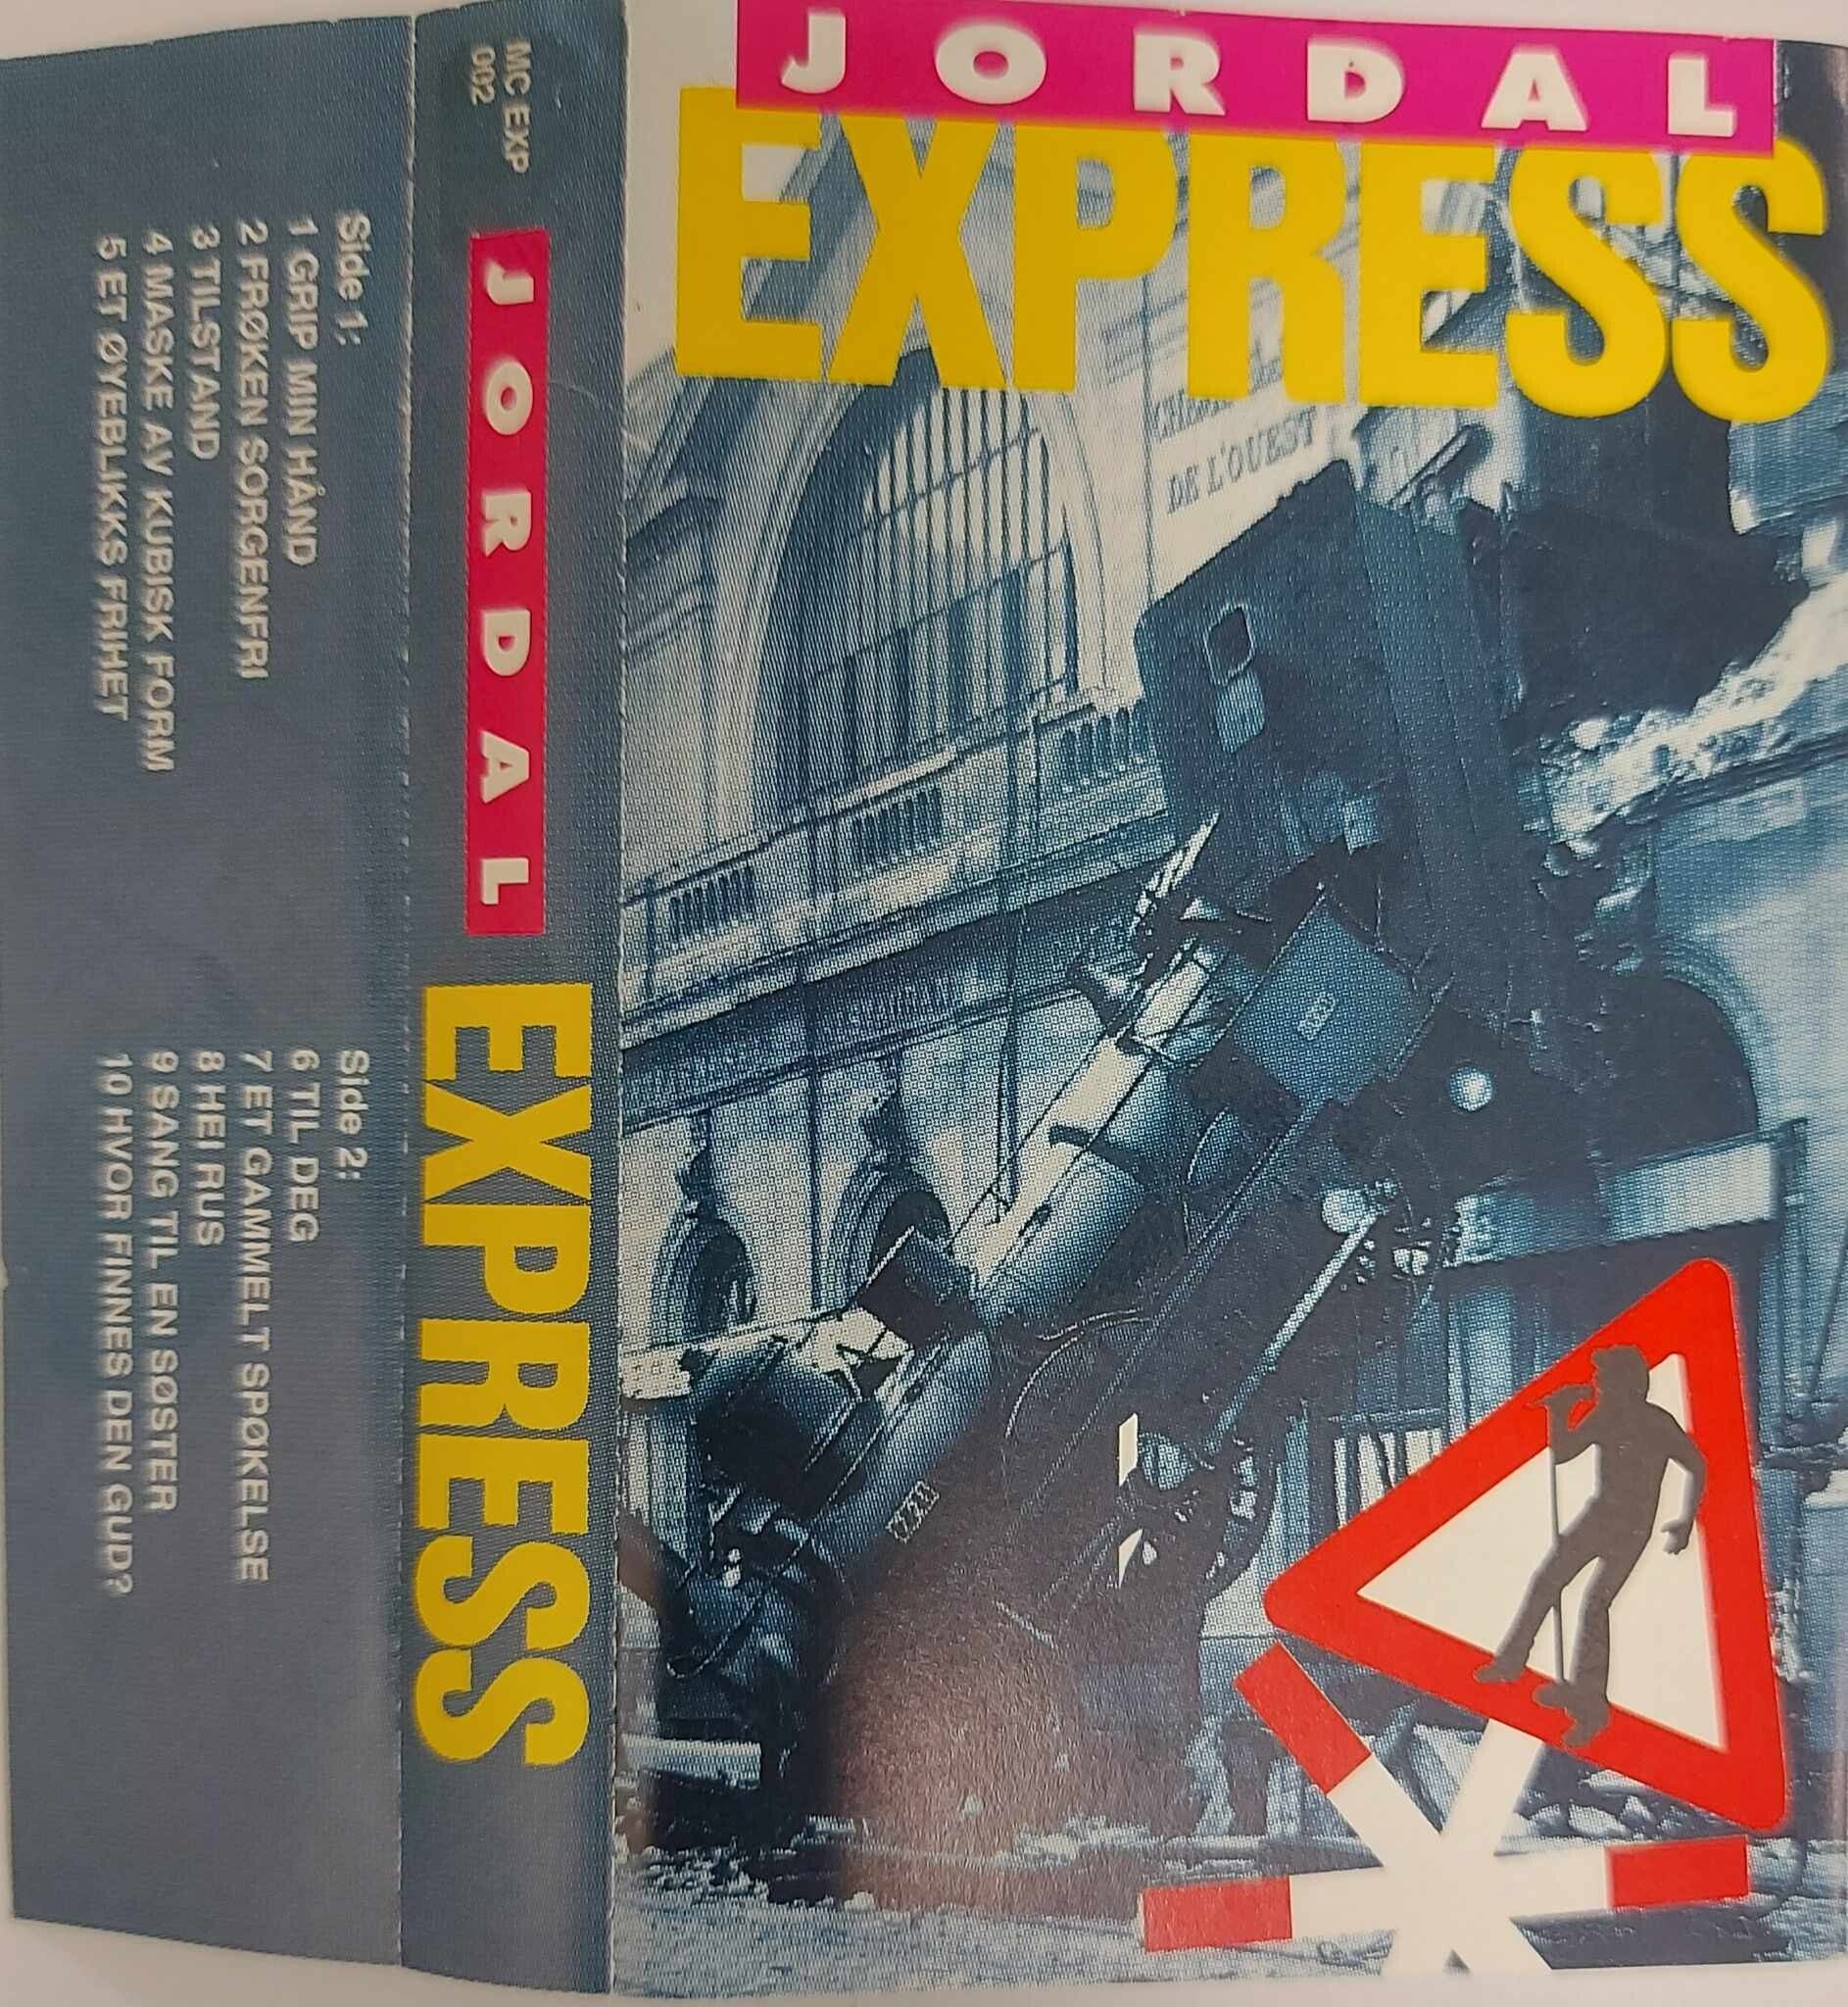 JORDAL
EXPRESS
DE L'OUEST
MC EXP
002
JORDAL EXPRESS
Side 1:
1 GRIP MIN HÅND
2 FRØKEN SORGENFRI
3 TILSTAND
4 MASKE AV KUBISK FORM
5 ET ØYEBLIKKS FRIHET
Side 2:
6 TIL DEG
7 ET GAMMELT SPØKELSE
8 HEI RUS
9 SANG TIL EN SØSTER
10 HVOR FINNES DEN GUD?